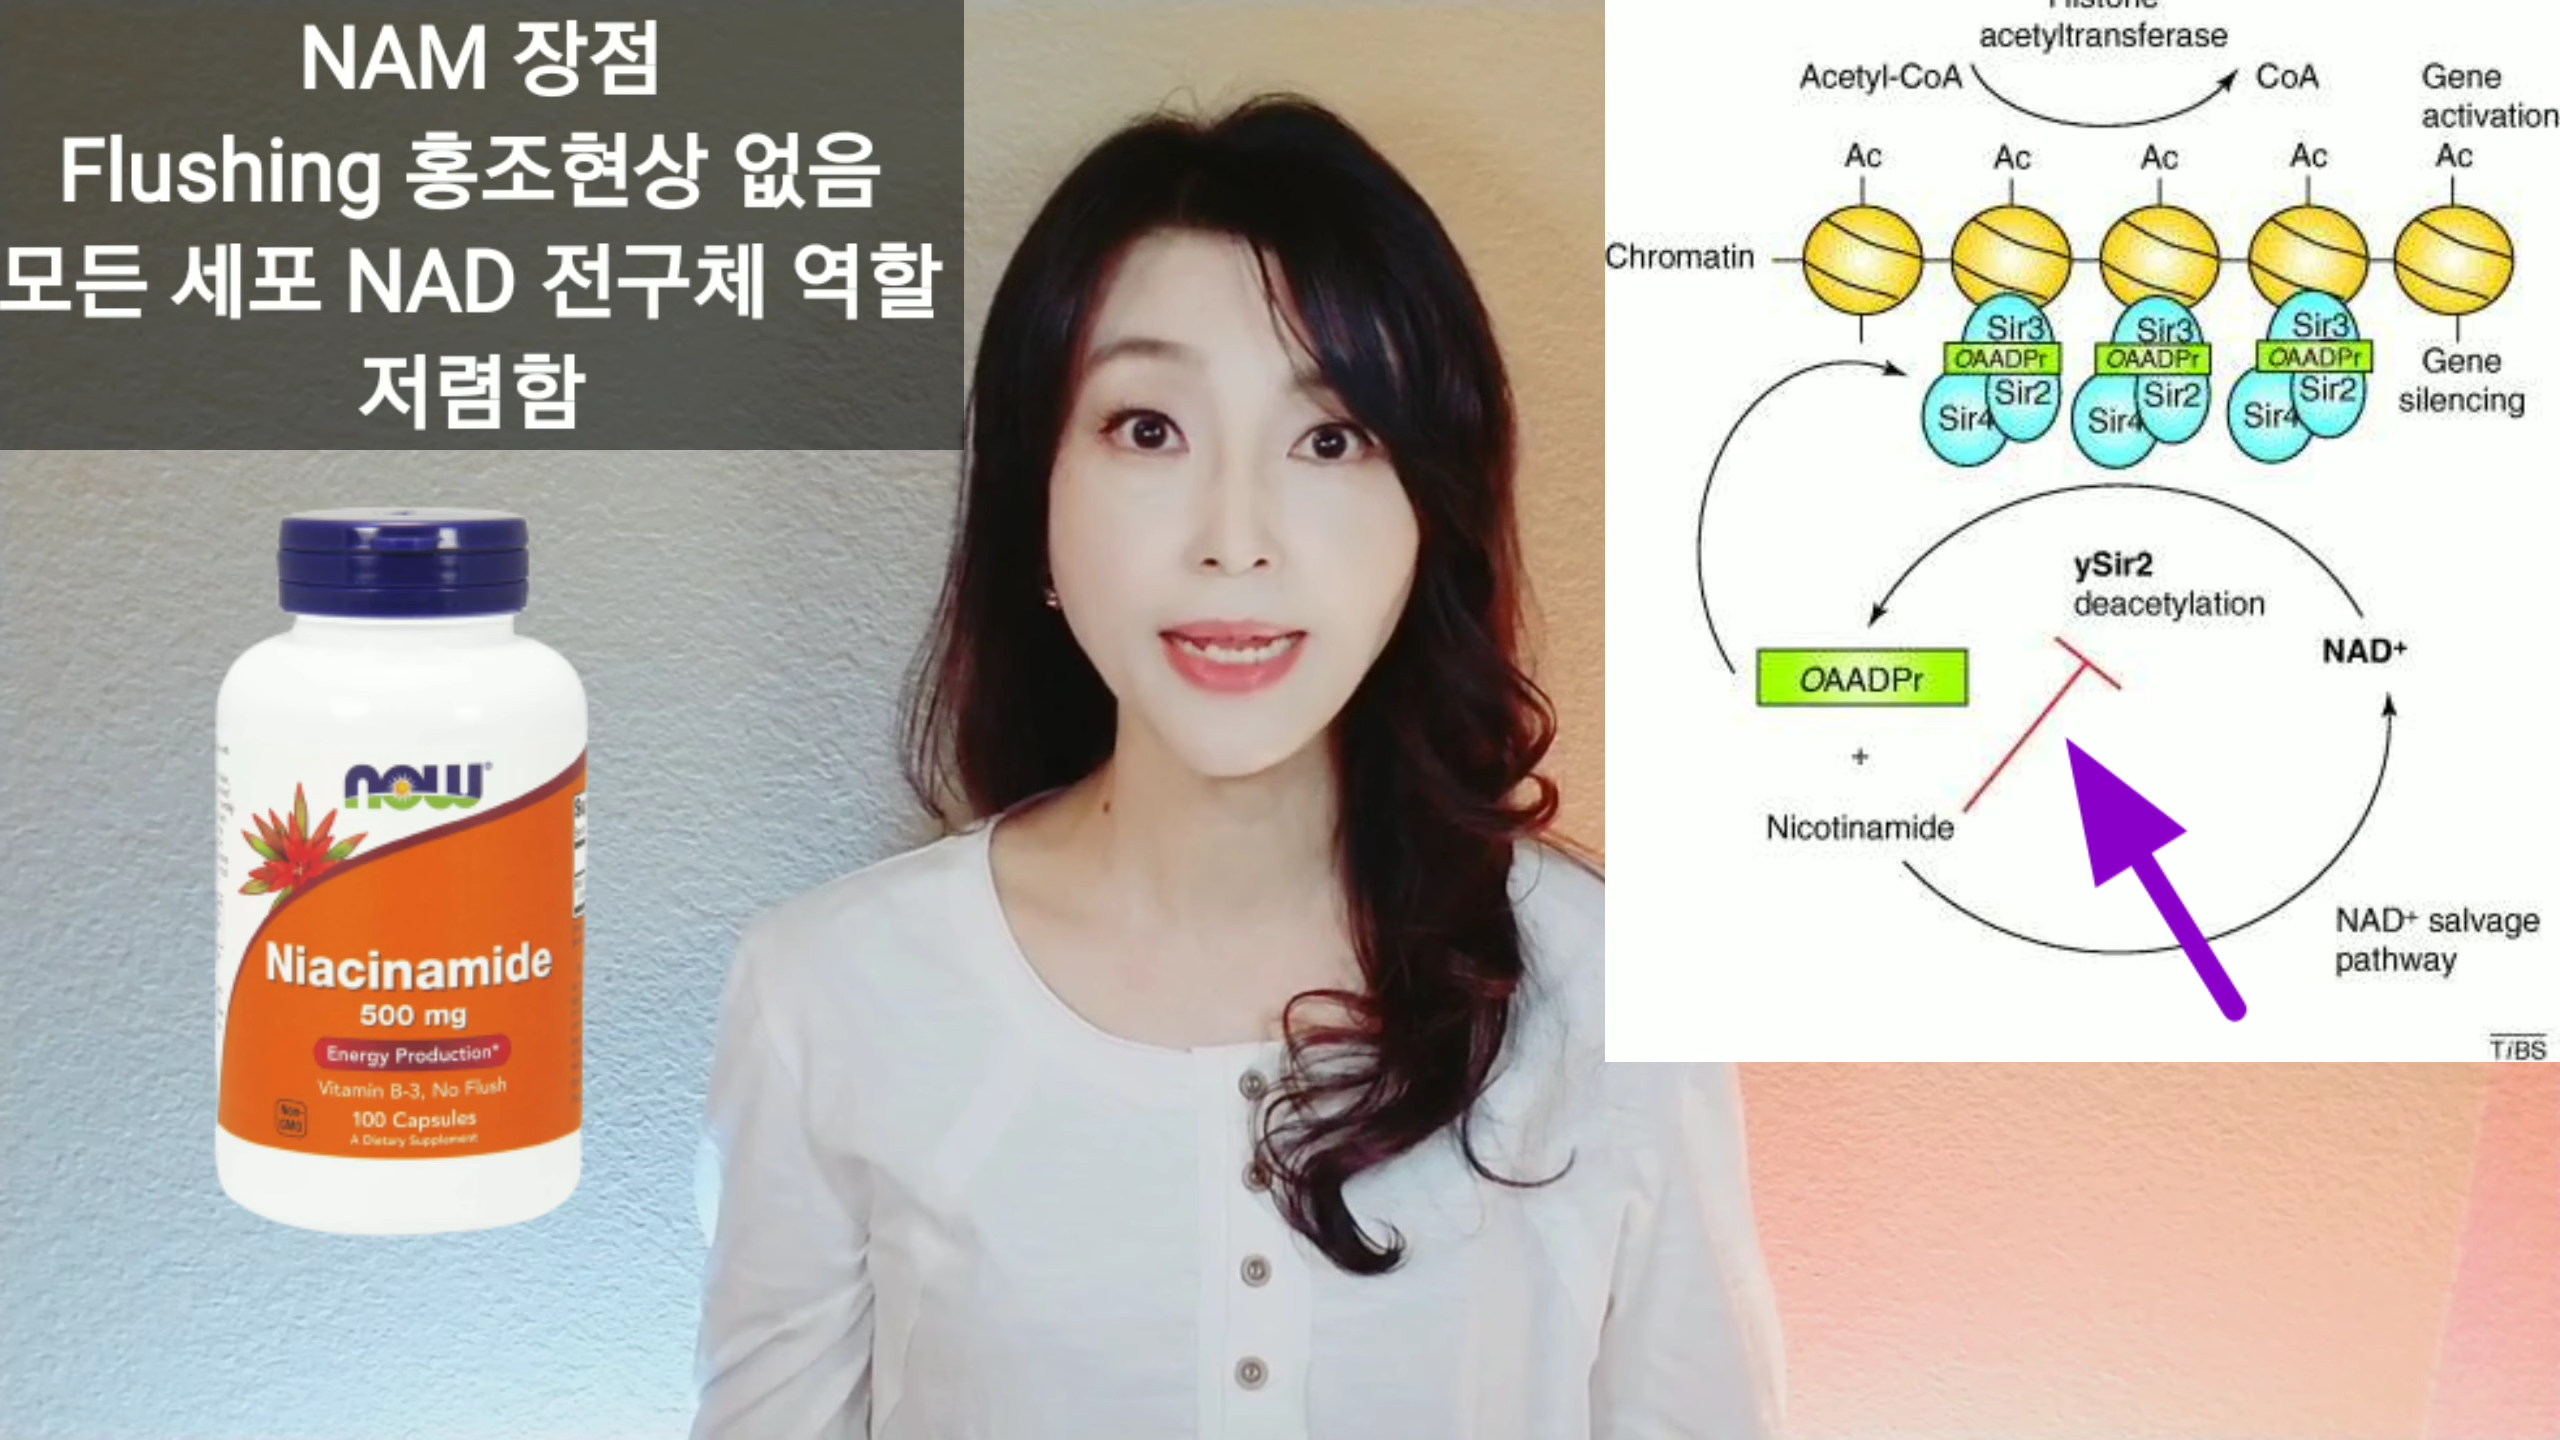 NAM 장점
Flushing 홍조현상 없음
모든 세포 NAD 전구체 역할
저렴함
now
Niacinamide
500 mg
Energy Production*
Vitamin B-3, No Flush
Non-GMO
100 Capsules
A Dietary Supplement
Histone
acetyltransferase
Acetyl-CoA
CoA
Gene
activation
Ac Ac Ac Ac Ac
Chromatin
Sir3 Sir3 Sir3
OAADPr OAADPr OAADPr
Sir2 Sir2 Sir2
Sir4 Sir4 Sir4
Gene
silencing
ySir2
deacetylation
NAD+
OAADPr
+
Nicotinamide
NAD+ salvage
pathway
TiBS